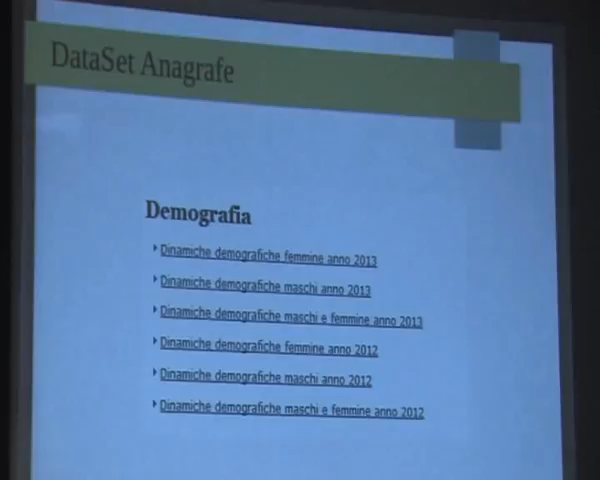 DataSet Anagrafe
Demografia
Dinamiche demografiche femmine anno 2013
Dinamiche demografiche maschi anno 2013
Dinamiche demografiche maschi e femmine anno 2013
Dinamiche demografiche femmine anno 2012
Dinamiche demografiche maschi anno 2012
Dinamiche demografiche maschi e femmine anno 2012